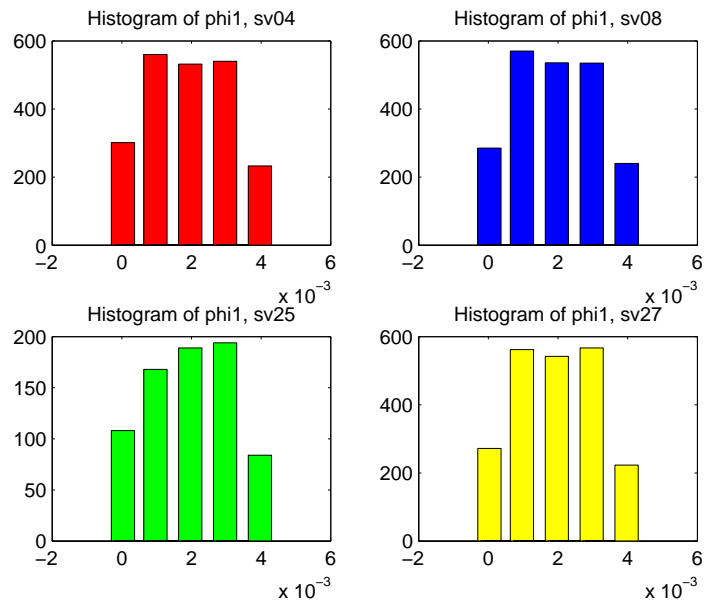 Histogram of phi1, sv04
600
400
200
0
−2 0 2 4 6
x 10⁻³
Histogram of phi1, sv08
600
400
200
0
−2 0 2 4 6
x 10⁻³
Histogram of phi1, sv25
200
150
100
50
0
−2 0 2 4 6
x 10⁻³
Histogram of phi1, sv27
600
400
200
0
−2 0 2 4 6
x 10⁻³